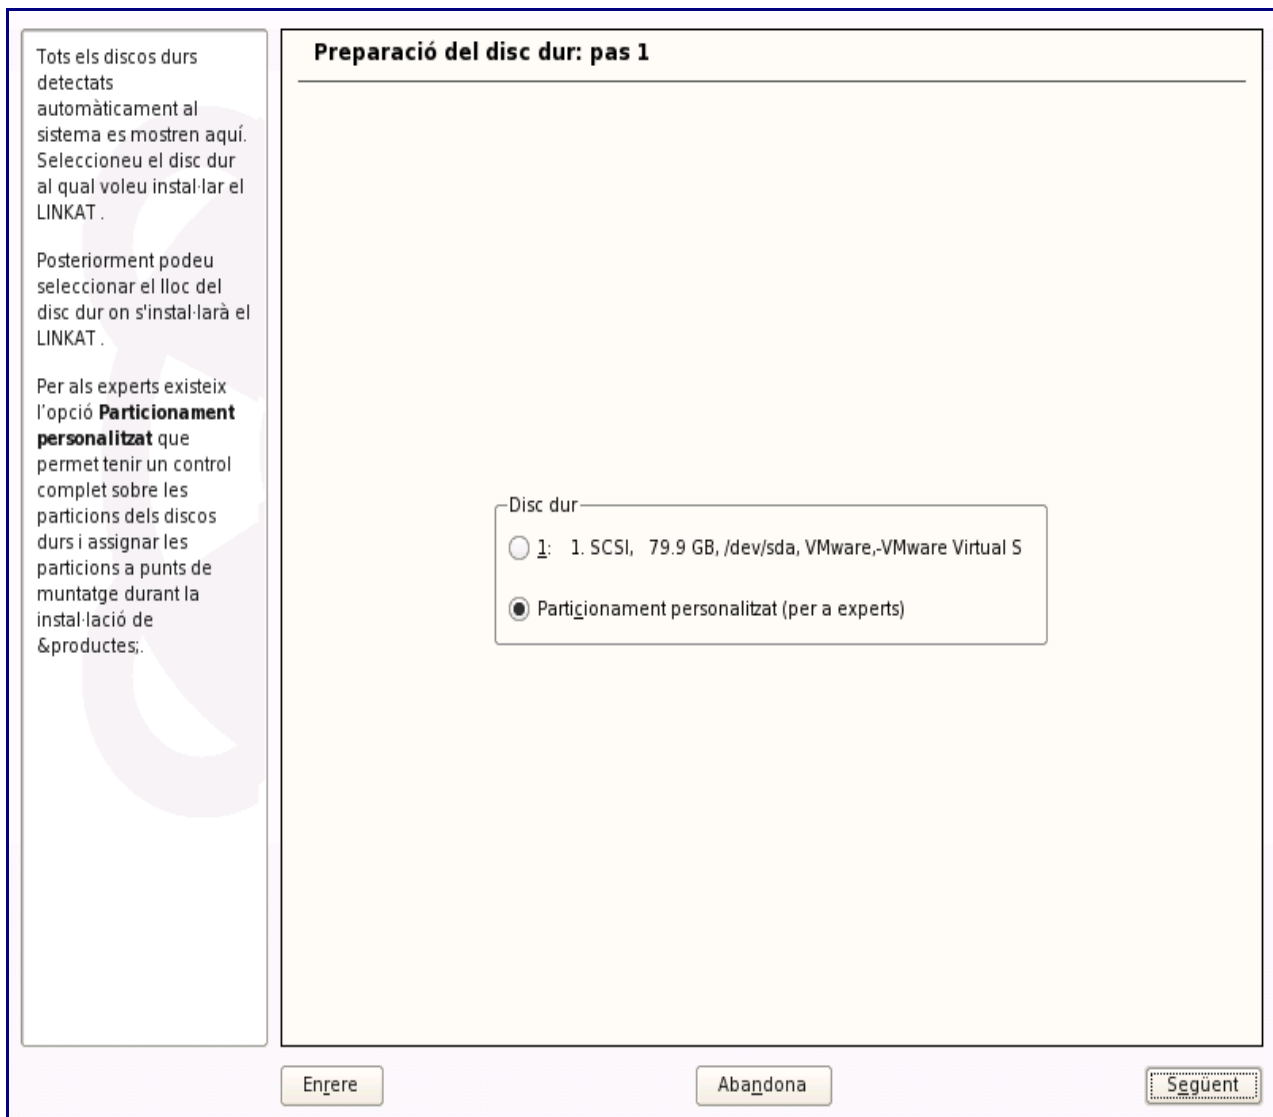 Tots els discos durs
detectats
automàticament al
sistema es mostren aquí.
Seleccioneu el disc dur
al qual voleu instal·lar el
LINKAT .
Posteriorment podeu
seleccionar el lloc del
disc dur on s'instal·larà el
LINKAT .
Per als experts existeix
l'opció Particionament
personalitzat que
permet tenir un control
complet sobre les
particions dels discos
durs i assignar les
particions a punts de
muntatge durant la
instal·lació de
&productes;.
Preparació del disc dur: pas 1
Disc dur
1: 1. SCSI, 79.9 GB, /dev/sda, VMware,-VMware Virtual S
Particionament personalitzat (per a experts)
Enrere
Abandona
Següent